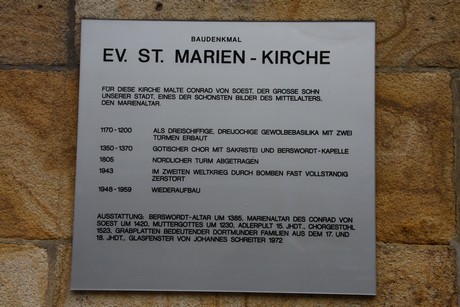 BAUDENKMAL
EV. ST. MARIEN - KIRCHE
FÜR DIESE KIRCHE MALTE CONRAD VON SOEST, DER GROSSE SOHN
UNSERER STADT, EINES DER SCHÖNSTEN BILDER DES MITTELALTERS,
DEN MARIENALTAR.
1170-1200 ALS DREISCHIFFIGE, DREIJOCHIGE GEWÖLBEBASILIKA MIT ZWEI
TÜRMEN ERBAUT
1350-1370 GOTISCHER CHOR MIT SAKRISTEI UND BERSWORDT-KAPELLE
1805 NÖRDLICHER TURM ABGETRAGEN
1943 IM ZWEITEN WELTKRIEG DURCH BOMBEN FAST VOLLSTÄNDIG
ZERSTÖRT
1948-1959 WIEDERAUFBAU
AUSSTATTUNG: BERSWORDT-ALTAR UM 1385, MARIENALTAR DES CONRAD VON
SOEST UM 1420, MUTTERGOTTES UM 1230, ADLERPULT 15. JHDT., CHORGESTÜHL
1523, GRABPLATTEN BEDEUTENDER DORTMUNDER FAMILIEN AUS DEM 17. UND
18. JHDT., GLASFENSTER VON JOHANNES SCHREITER 1972